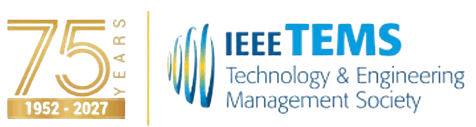 75 YEARS
1952 - 2027
IEEE TEMS
Technology & Engineering
Management Society